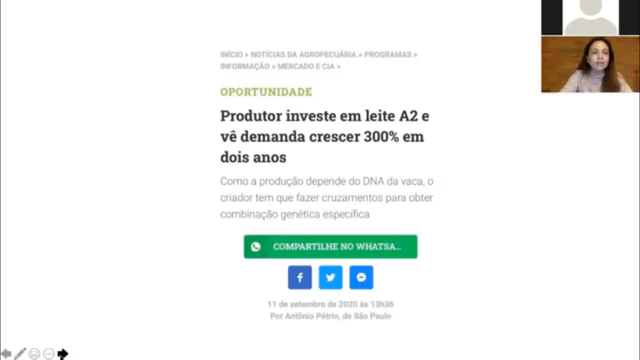 INÍCIO » NOTÍCIAS DA AGROPECUÁRIA » PROGRAMAS »
INFORMAÇÃO » MERCADO E CIA »
OPORTUNIDADE
Produtor investe em leite A2 e
vê demanda crescer 300% em
dois anos
Como a produção depende do DNA da vaca, o
criador tem que fazer cruzamentos para obter
combinação genética específica
COMPARTILHE NO WHATSA...
11 de setembro de 2020 às 13h36
Por Antônio Pétrin, de São Paulo